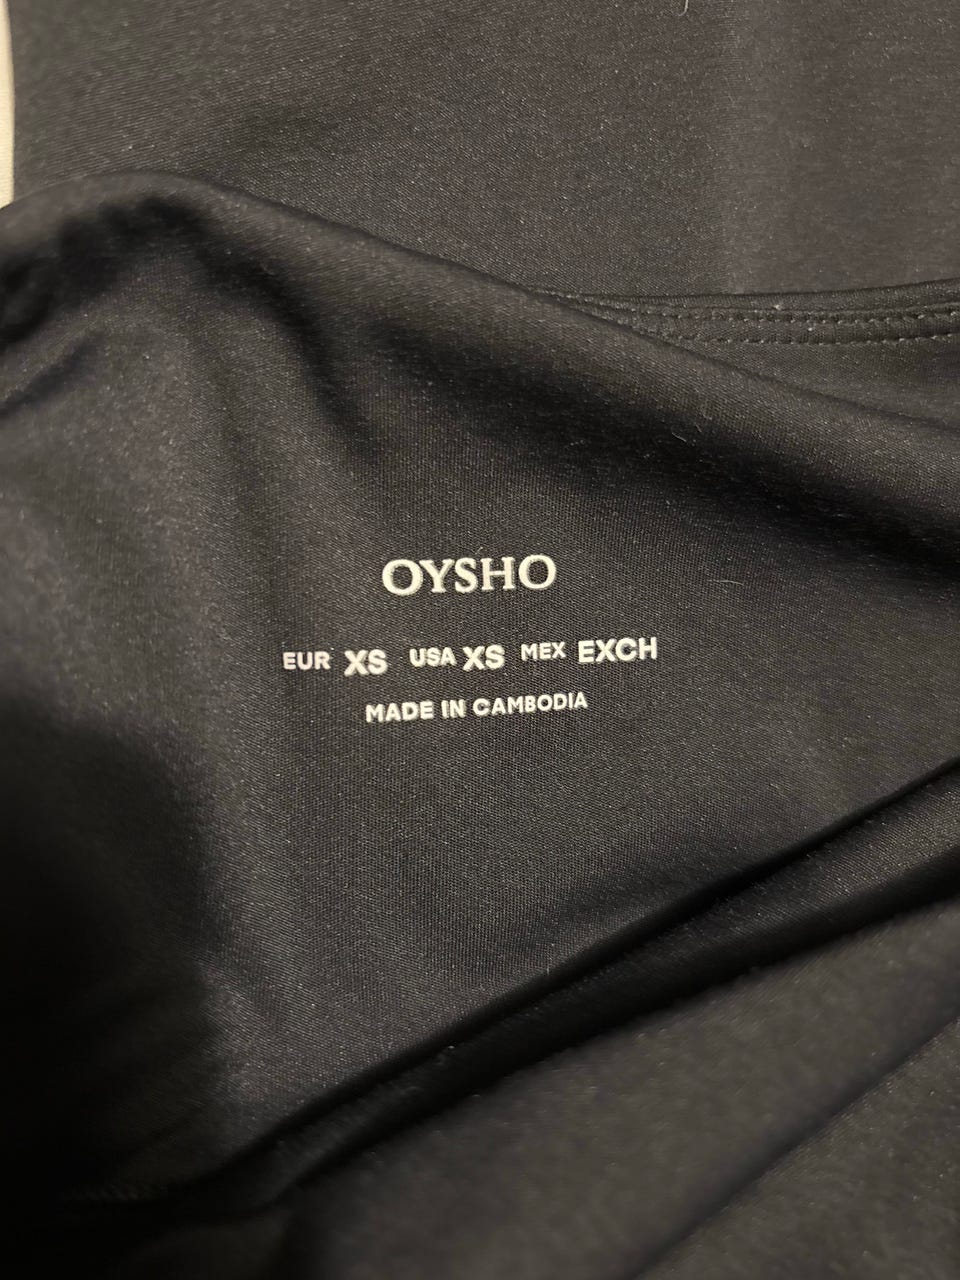 OYSHO
EUR XS USA XS MEX EXCH
MADE IN CAMBODIA